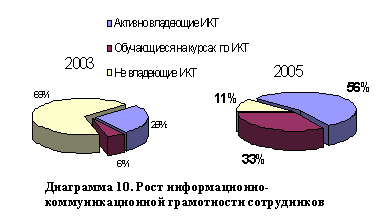 Активно владеющие ИКТ
Обучающиеся на курсах по ИКТ
Не владеющие ИКТ
2003
2005
6%
11%
33%
56%
Диаграмма 10. Рост информационно-
коммуникационной грамотности сотрудников